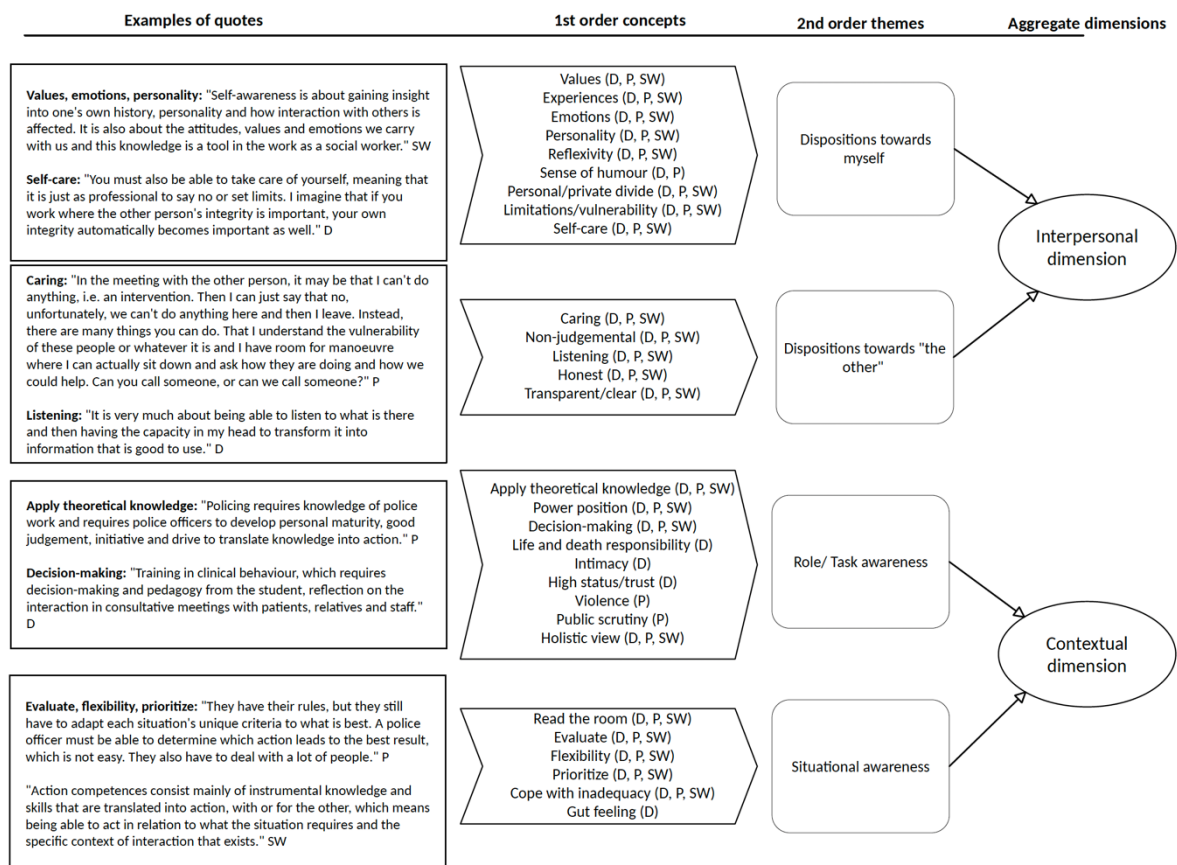 Examples of quotes
1st order concepts
2nd order themes
Aggregate dimensions
Values, emotions, personality: "Self-awareness is about gaining insight
into one's own history, personality and how interaction with others is
affected. It is also about the attitudes, values and emotions we carry
with us and this knowledge is a tool in the work as a social worker." SW
Self-care: "You must also be able to take care of yourself, meaning that
it is just as professional to say no or set limits. I imagine that if you
work where the other person's integrity is important, your own
integrity automatically becomes important as well." D
Values (D, P, SW)
Experiences (D, P, SW)
Emotions (D, P, SW)
Personality (D, P, SW)
Reflexivity (D, P, SW)
Sense of humour (D, P)
Personal/private divide (D, P, SW)
Limitations/vulnerability (D, P, SW)
Self-care (D, P, SW)
Dispositions towards
myself
Interpersonal
dimension
Caring: "In the meeting with the other person, it may be that I can't do
anything, i.e. an intervention. Then I can just say that no,
unfortunately, we can't do anything here and then I leave. Instead,
there are many things you can do. That I understand the vulnerability
of these people or whatever it is and I have room for manoeuvre
where I can actually sit down and ask how they are doing and how we
could help. Can you call someone, or can we call someone?" P
Listening: "It is very much about being able to listen to what is there
and then having the capacity in my head to transform it into
information that is good to use." D
Caring (D, P, SW)
Non-judgemental (D, P, SW)
Listening (D, P, SW)
Honest (D, P, SW)
Transparent/clear (D, P, SW)
Dispositions towards "the
other"
Apply theoretical knowledge: "Policing requires knowledge of police
work and requires police officers to develop personal maturity, good
judgement, initiative and drive to translate knowledge into action." P
Decision-making: "Training in clinical behaviour, which requires
decision-making and pedagogy from the student, reflection on the
interaction in consultative meetings with patients, relatives and staff."
D
Apply theoretical knowledge (D, P, SW)
Power position (D, P, SW)
Decision-making (D, P, SW)
Life and death responsibility (D)
Intimacy (D)
High status/trust (D)
Violence (P)
Public scrutiny (P)
Holistic view (D, P, SW)
Role/ Task awareness
Contextual
dimension
Evaluate, flexibility, prioritize: "They have their rules, but they still
have to adapt each situation's unique criteria to what is best. A police
officer must be able to determine which action leads to the best result,
which is not easy. They also have to deal with a lot of people." P
"Action competences consist mainly of instrumental knowledge and
skills that are translated into action, with or for the other, which means
being able to act in relation to what the situation requires and the
specific context of interaction that exists." SW
Read the room (D, P, SW)
Evaluate (D, P, SW)
Flexibility (D, P, SW)
Prioritize (D, P, SW)
Cope with inadequacy (D, P, SW)
Gut feeling (D)
Situational awareness